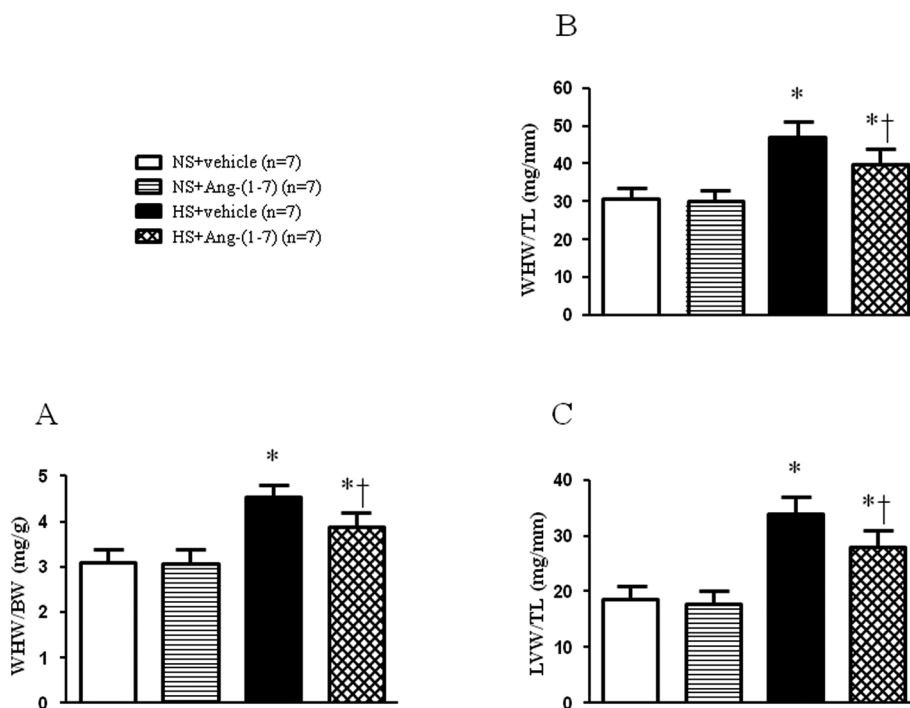 B
WHW/TL (mg/mm)
60
50
40
30
20
10
0
*
*†
NS+vehicle (n=7)
NS+Ang-(1-7) (n=7)
HS+vehicle (n=7)
HS+Ang-(1-7) (n=7)
A
WHW/BW (mg/g)
5
4
3
2
1
0
*
*†
C
LVW/TL (mg/mm)
40
30
20
10
0
*
*†